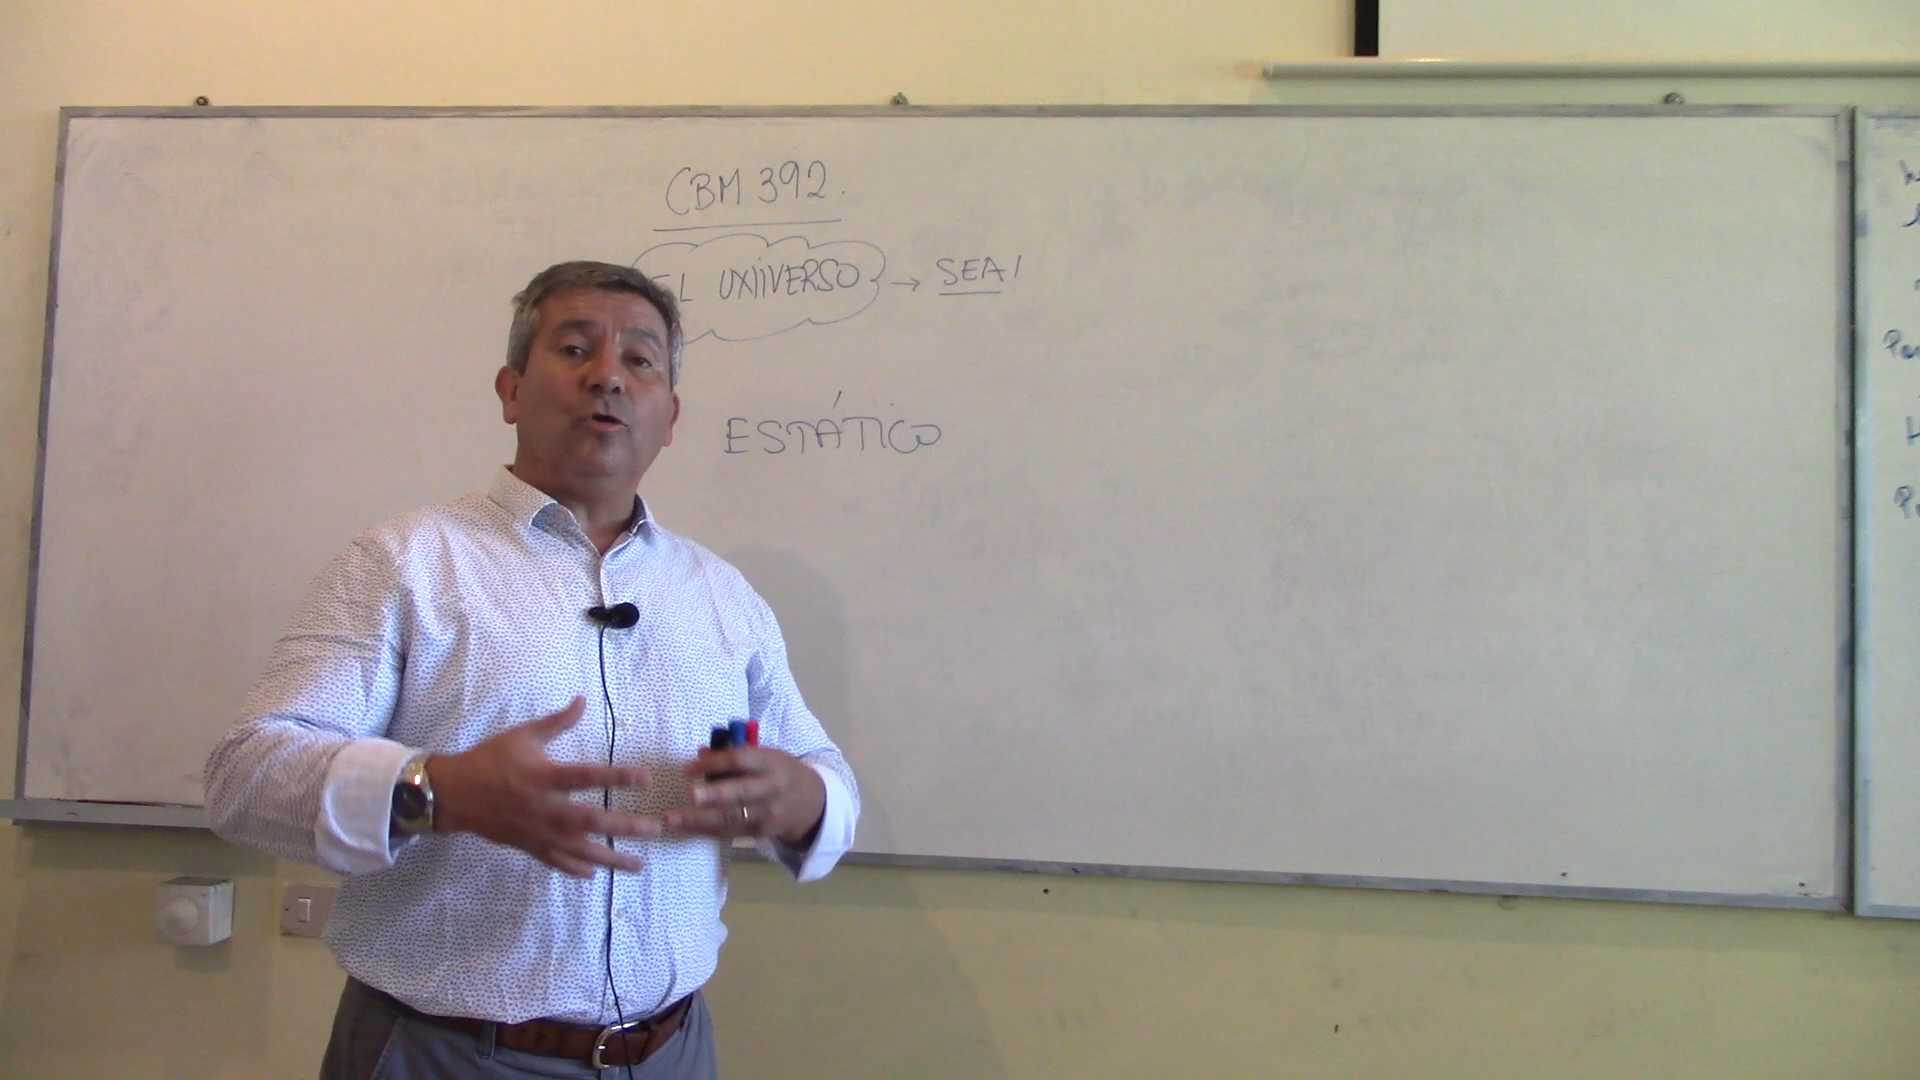 CBM 392.
EL UNIVERSO → SEA/
ESTÁTICO